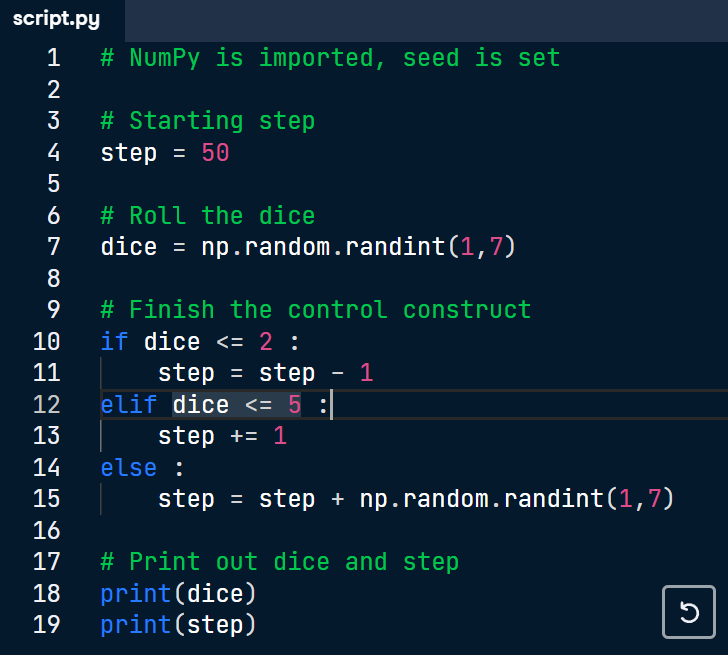 script.py
1 # NumPy is imported, seed is set
2
3 # Starting step
4 step = 50
5
6 # Roll the dice
7 dice = np.random.randint(1,7)
8
9 # Finish the control construct
10 if dice <= 2 :
11     step = step - 1
12 elif dice <= 5 :
13     step += 1
14 else :
15     step = step + np.random.randint(1,7)
16
17 # Print out dice and step
18 print(dice)
19 print(step)